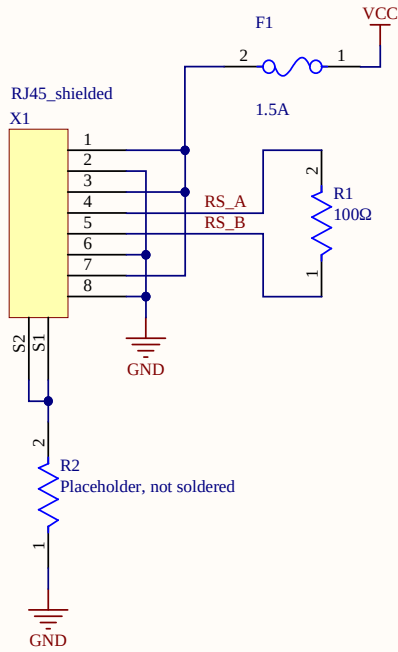 VCC
F1
2
1
1.5A
RJ45_shielded
X1
1
2
3
4
5
6
7
8
RS_A
RS_B
2
R1
100Ω
1
GND
S2
S1
2
R2
Placeholder, not soldered
1
GND